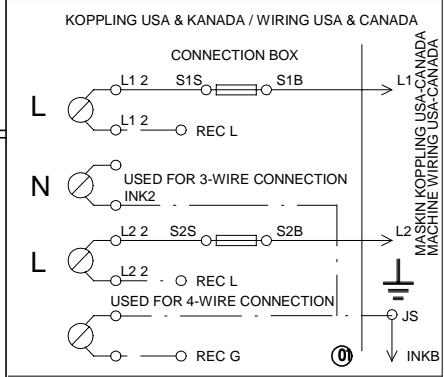 KOPPLING USA & KANADA / WIRING USA & CANADA
CONNECTION BOX
L1 2 S1S S1B L1
L
L1 2 REC L
N USED FOR 3-WIRE CONNECTION
INK2
L2 2 S2S S2B L2
L
L2 2 REC L
USED FOR 4-WIRE CONNECTION
JS
REC G 01 INKB
MASKIN KOPPLING USA-CANADA
MACHINE WIRING USA-CANADA